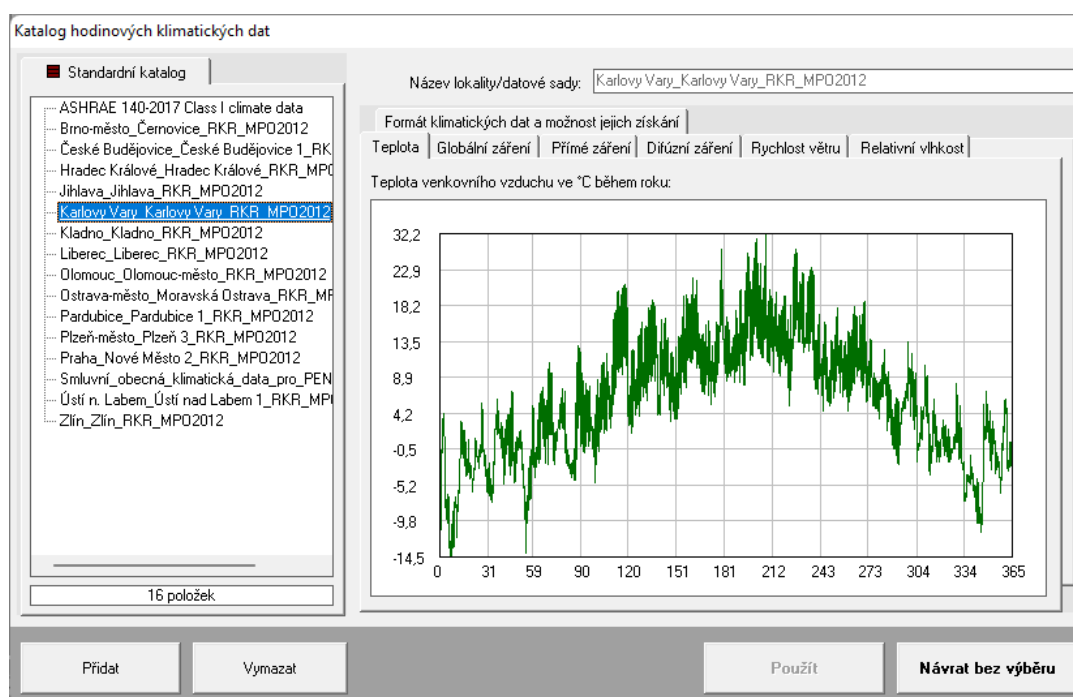 Katalog hodinových klimatických dat
Standardní katalog
ASHRAE 140-2017 Class I climate data
Brno-město_Černovice_RKR_MPO2012
České Budějovice_České Budějovice 1_RK
Hradec Králové_Hradec Králové_RKR_MPO
Jihlava_Jihlava_RKR_MPO2012
Karlovy Vary_Karlovy Vary_RKR_MPO2012
Kladno_Kladno_RKR_MPO2012
Liberec_Liberec_RKR_MPO2012
Olomouc_Olomouc-město_RKR_MPO2012
Ostrava-město_Moravská Ostrava_RKR_MP
Pardubice_Pardubice 1_RKR_MPO2012
Plzeň-město_Plzeň 3_RKR_MPO2012
Praha_Nové Město 2_RKR_MPO2012
Smluvní_obecná_klimatická_data_pro_PEN
Ústí n. Labem_Ústí nad Labem 1_RKR_MP
Zlín_Zlín_RKR_MPO2012
16 položek
Název lokality/datové sady: Karlovy Vary_Karlovy Vary_RKR_MPO2012
Formát klimatických dat a možnost jejich získání
Teplota Globální záření Přímé záření Difúzní záření Rychlost větru Relativní vlhkost
Teplota venkovního vzduchu ve °C během roku:
32,2
22,9
18,2
13,5
8,9
4,2
-0,5
-5,2
-9,8
-14,5
0 31 59 90 120 151 181 212 243 273 304 334 365
Přidat Vymazat Použít Návrat bez výběru